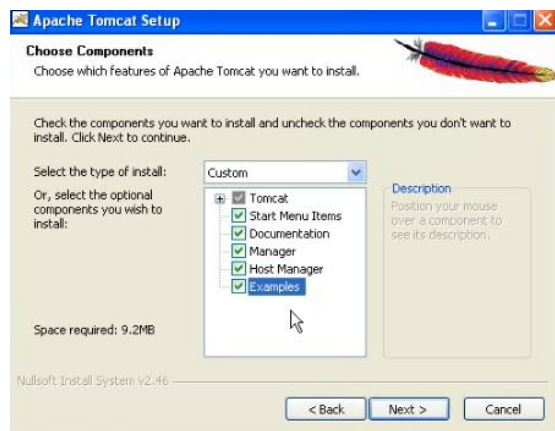 Apache Tomcat Setup
Choose Components
Choose which features of Apache Tomcat you want to install.
Check the components you want to install and uncheck the components you don't want to
install. Click Next to continue.
Select the type of install:
Custom
Or, select the optional
components you wish to
install:
Tomcat
Start Menu Items
Documentation
Manager
Host Manager
Examples
Description
Position your mouse
over a component to
see its description.
Space required: 9.2MB
Nullsoft Install System v2.46
< Back
Next >
Cancel